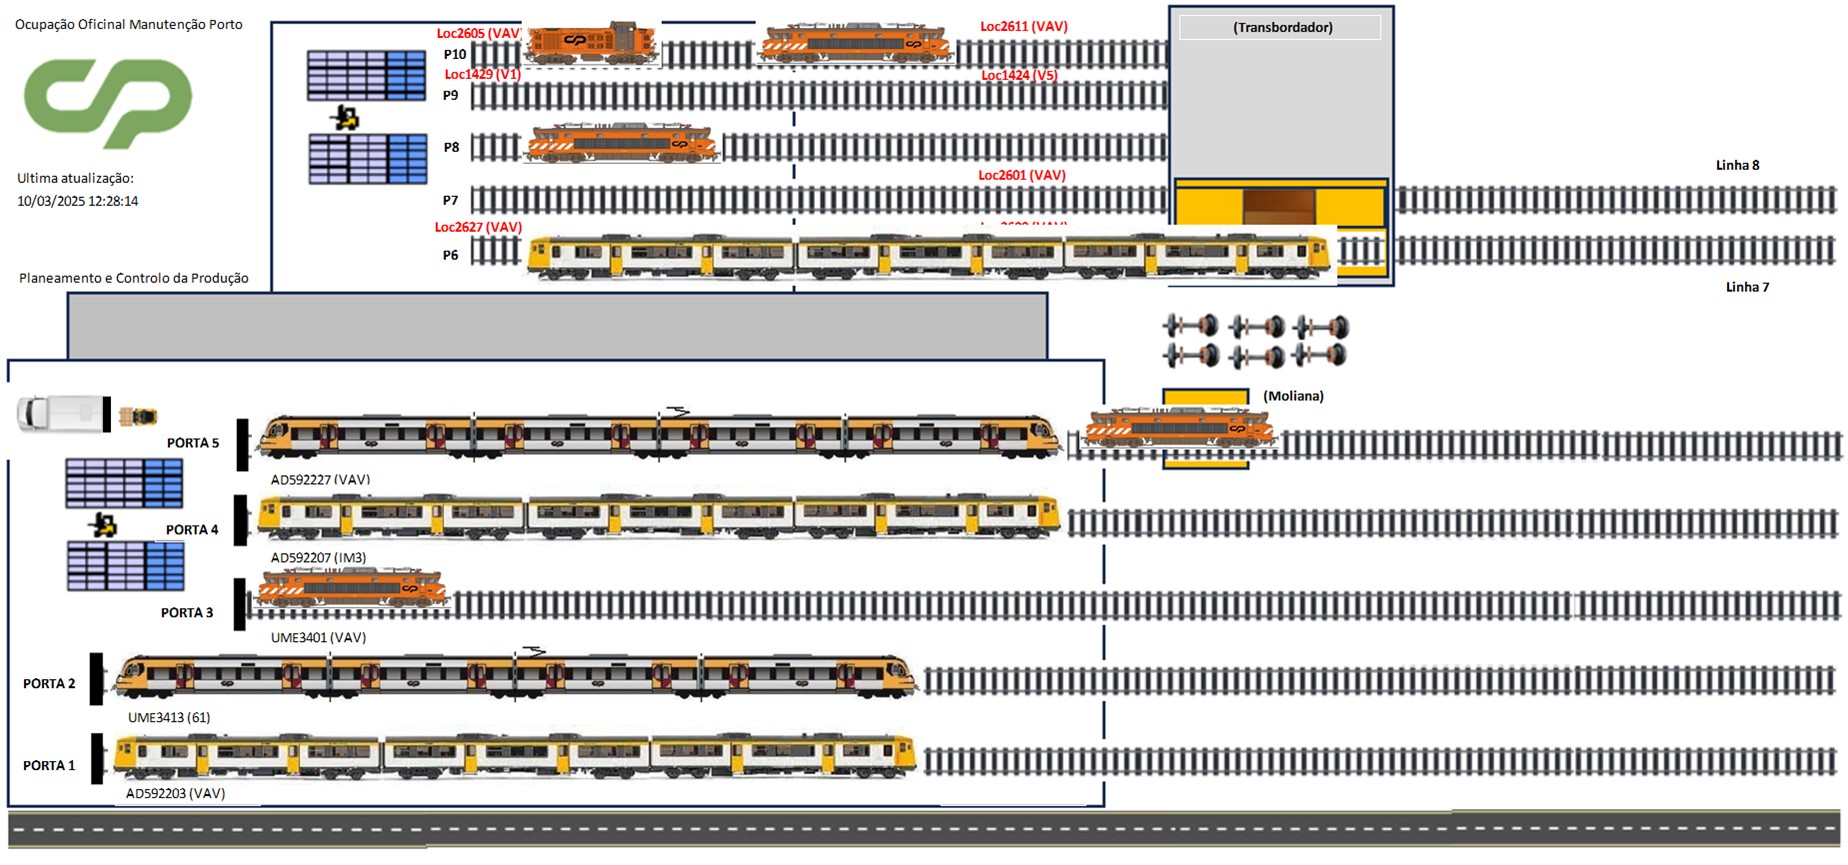 Ocupação Oficinal Manutenção Porto
Loc2605 (VAV)
Loc2611 (VAV)
(Transbordador)
P10
Loc1429 (V1)
Loc1424 (V5)
P9
P8
Linha 8
Ultima atualização:
10/03/2025 12:28:14
Loc2601 (VAV)
P7
Loc2627 (VAV)
P6
Planeamento e Controlo da Produção
Linha 7
(Moliana)
PORTA 5
AD592227 (VAV)
PORTA 4
AD592207 (IM3)
PORTA 3
UME3401 (VAV)
PORTA 2
UME3413 (61)
PORTA 1
AD592203 (VAV)